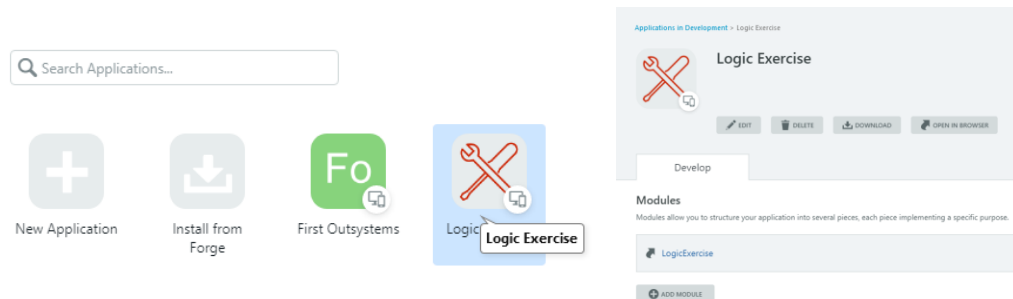 Search Applications...
New Application
Install from
Forge
Fo
First Outsystems
Logic
Logic Exercise
Applications in Development > Logic Exercise
Logic Exercise
EDIT
DELETE
DOWNLOAD
OPEN IN BROWSER
Develop
Modules
Modules allow you to structure your application into several pieces, each piece implementing a specific purpose.
LogicExercise
ADD MODULE